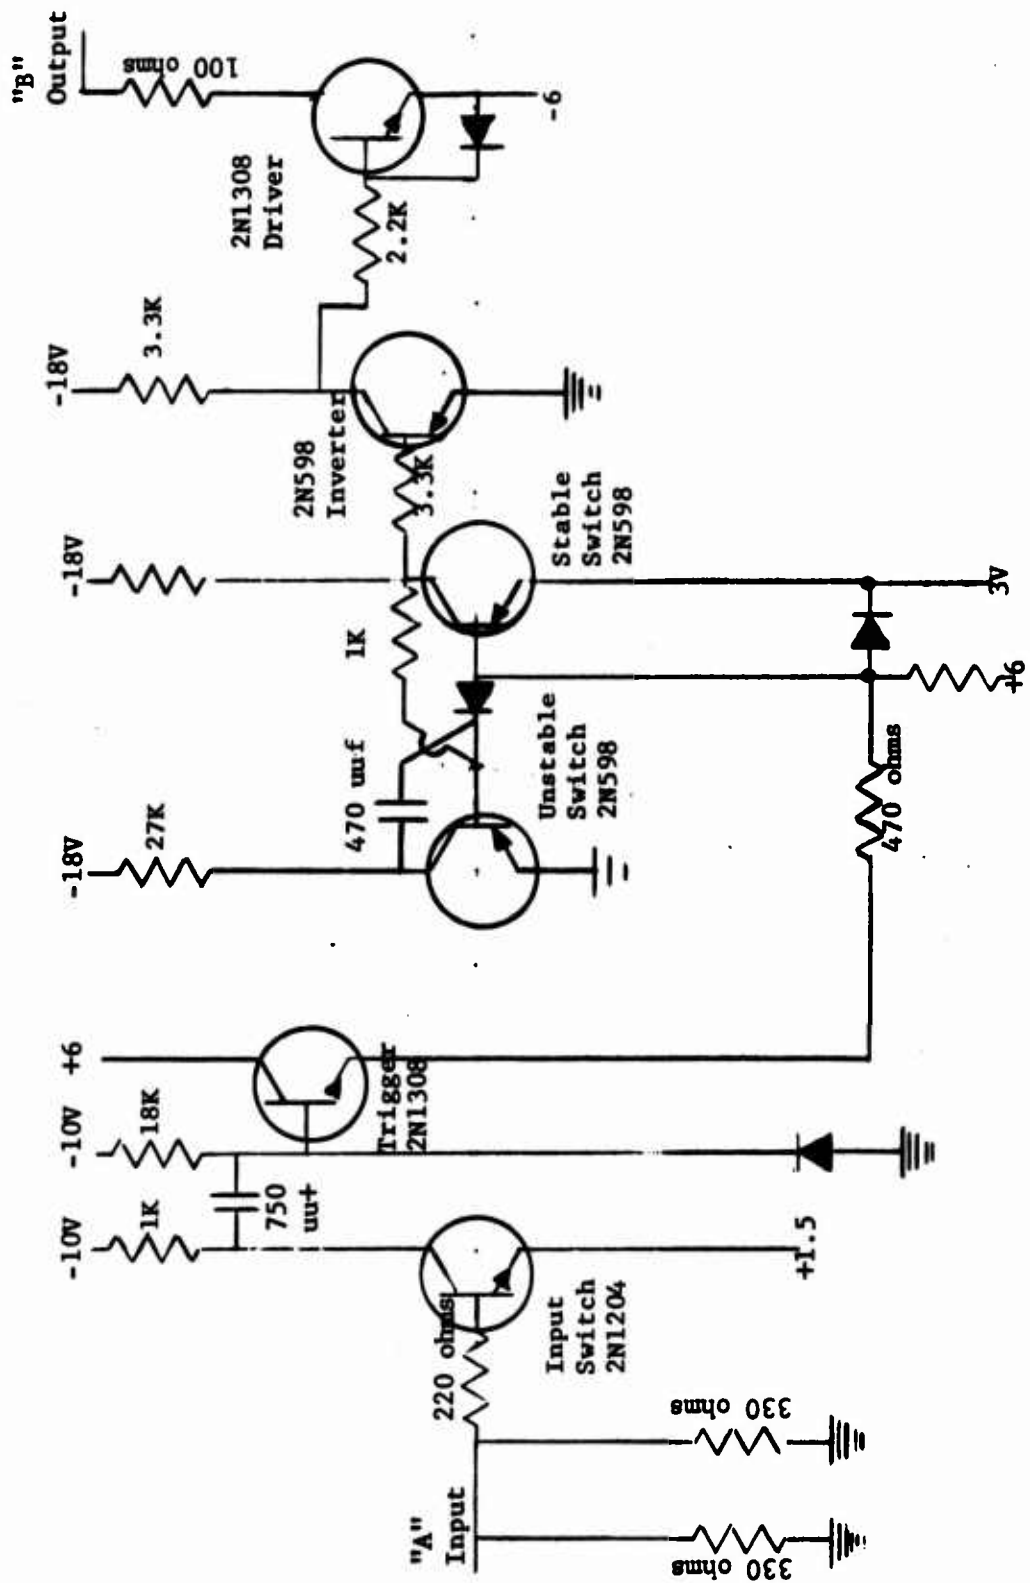 "A"
Input
330 ohms
330 ohms
220 ohms
Input
Switch
2N1204
+1.5
-10V
1K
750
uu+
-10V
18K
+6
Trigger
2N1308
470 ohms
+6
3V
-18V
27K
470 uuf
Unstable
Switch
2N598
1K
-18V
Stable
Switch
2N598
3.3K
2N598
Inverter
-18V
3.3K
2.2K
2N1308
Driver
-6
100 ohms
"B"
Output